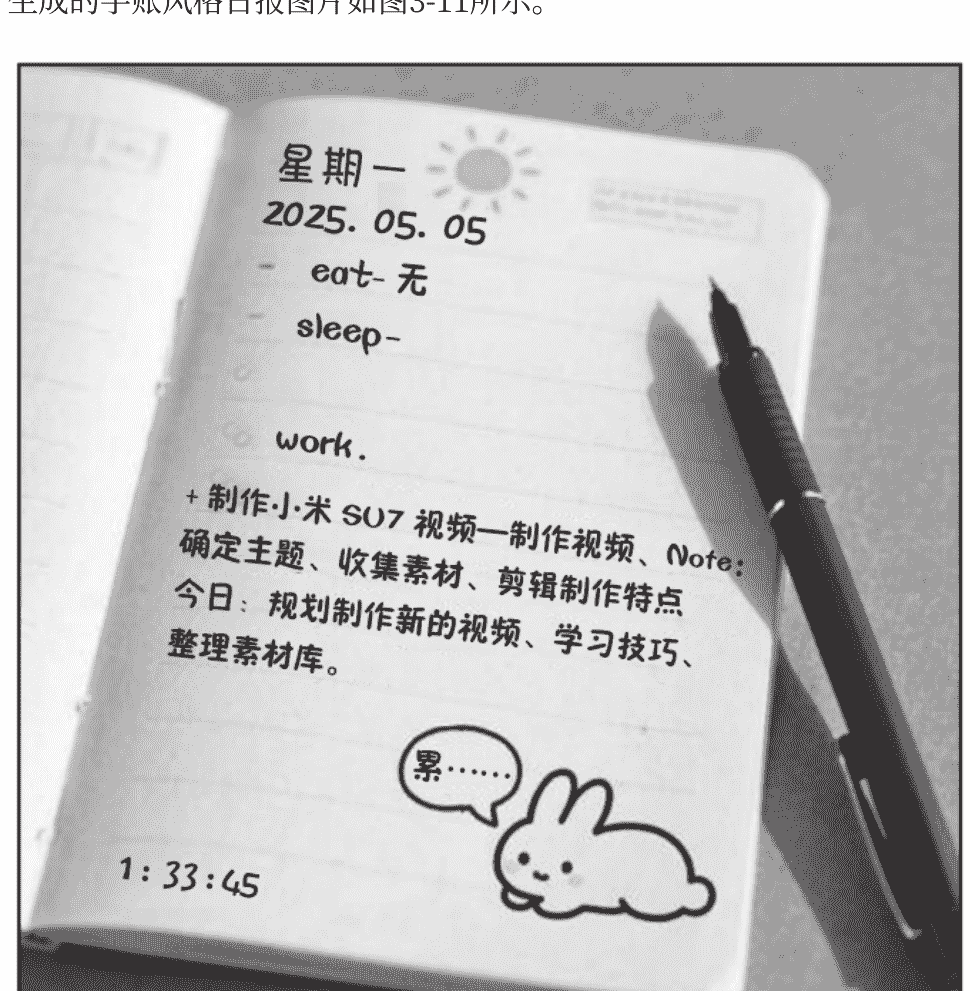 生成的手账风格日报图片如图3-11所示。
星期一
2025. 05. 05
- eat- 无
- sleep-
work.
+ 制作小米 SU7 视频—制作视频、Note:
确定主题、收集素材、剪辑制作特点
今日：规划制作新的视频、学习技巧、
整理素材库。
累……
1:33:45